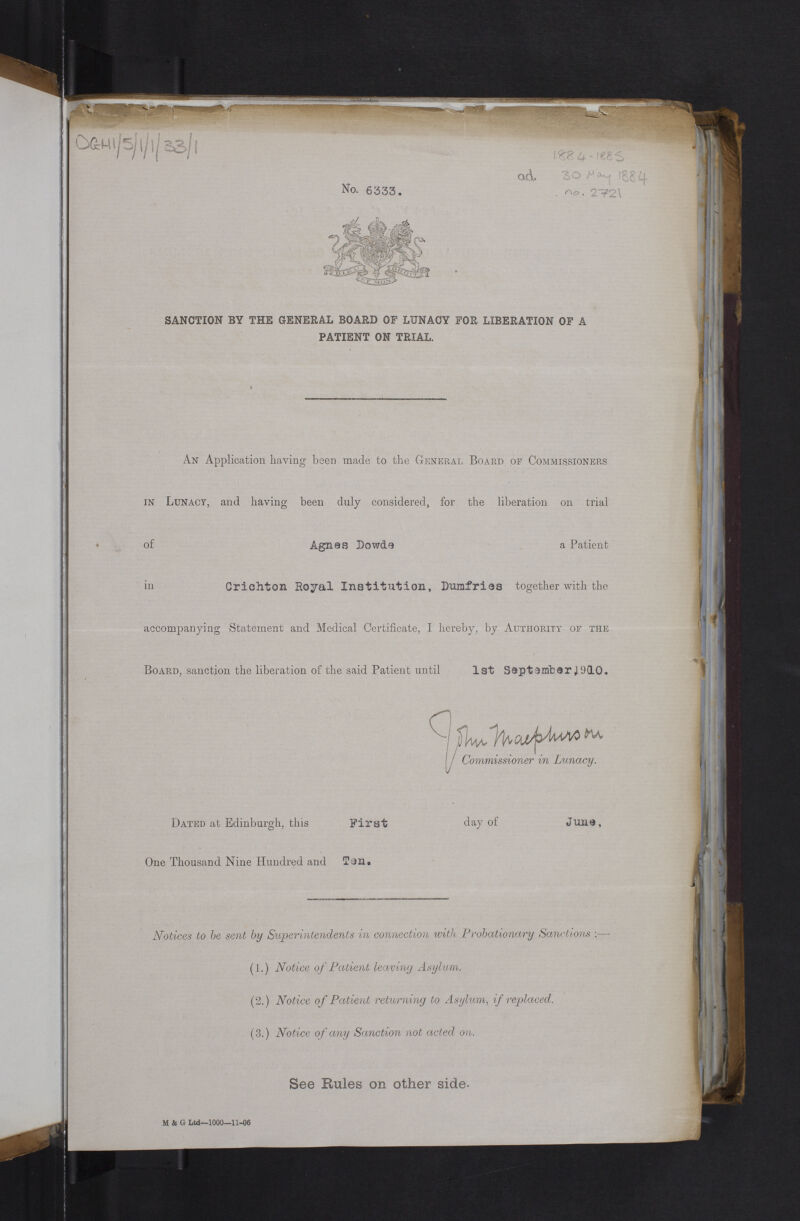 DGH1/5/1/1/33/1
1884-1885
ad. 30 May 1884
no. 2721
No. 6333.
SANCTION BY THE GENERAL BOARD OF LUNACY FOR LIBERATION OF A
PATIENT ON TRIAL.
AN Application having been made to the GENERAL BOARD OF COMMISSIONERS
IN LUNACY, and having been duly considered, for the liberation on trial
of Agnes Dowde a Patient
in Crichton Royal Institution, Dumfries together with the
accompanying Statement and Medical Certificate, I hereby, by AUTHORITY OF THE
BOARD, sanction the liberation of the said Patient until 1st September,1910.
John Macpherson
Commissioner in Lunacy.
DATED at Edinburgh, this First day of June,
One Thousand Nine Hundred and Ten.
Notices to be sent by Superintendents in connection with Probationary Sanctions :—
(1.) Notice of Patient leaving Asylum.
(2.) Notice of Patient returning to Asylum, if replaced.
(3.) Notice of any Sanction not acted on.
See Rules on other side.
M & G Ltd—1000—11-06